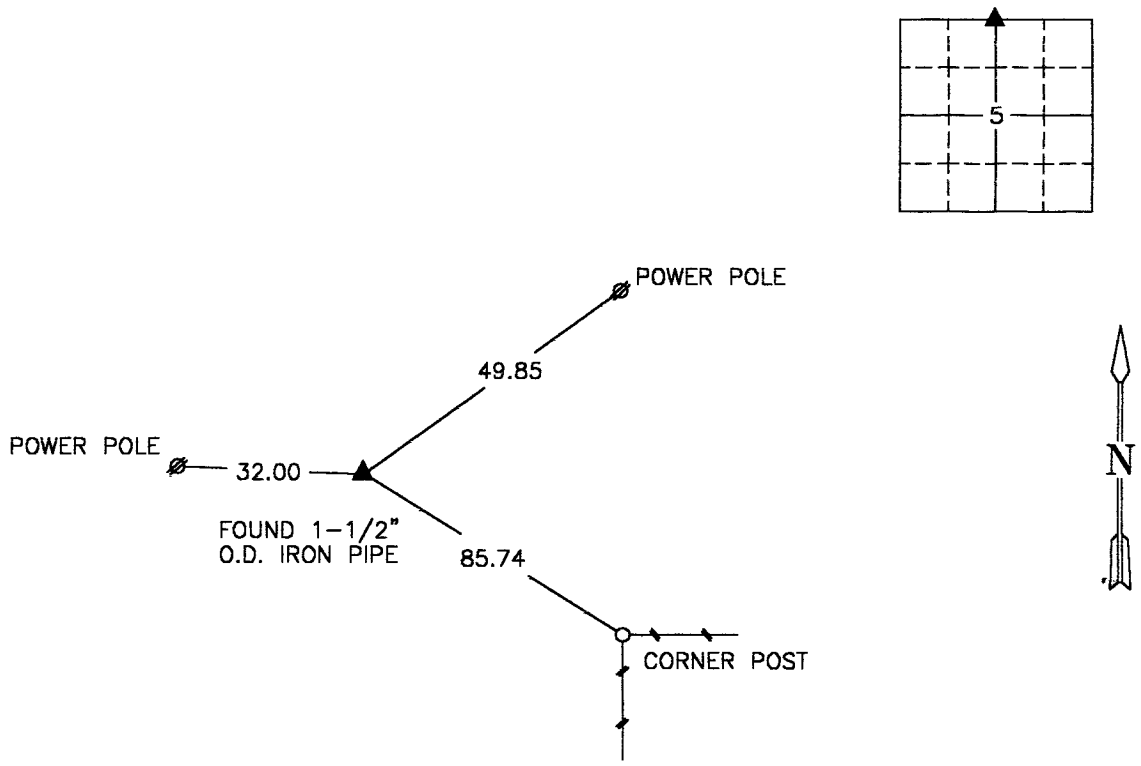 5
POWER POLE
49.85
POWER POLE
32.00
N
FOUND 1-1/2"
O.D. IRON PIPE
85.74
CORNER POST